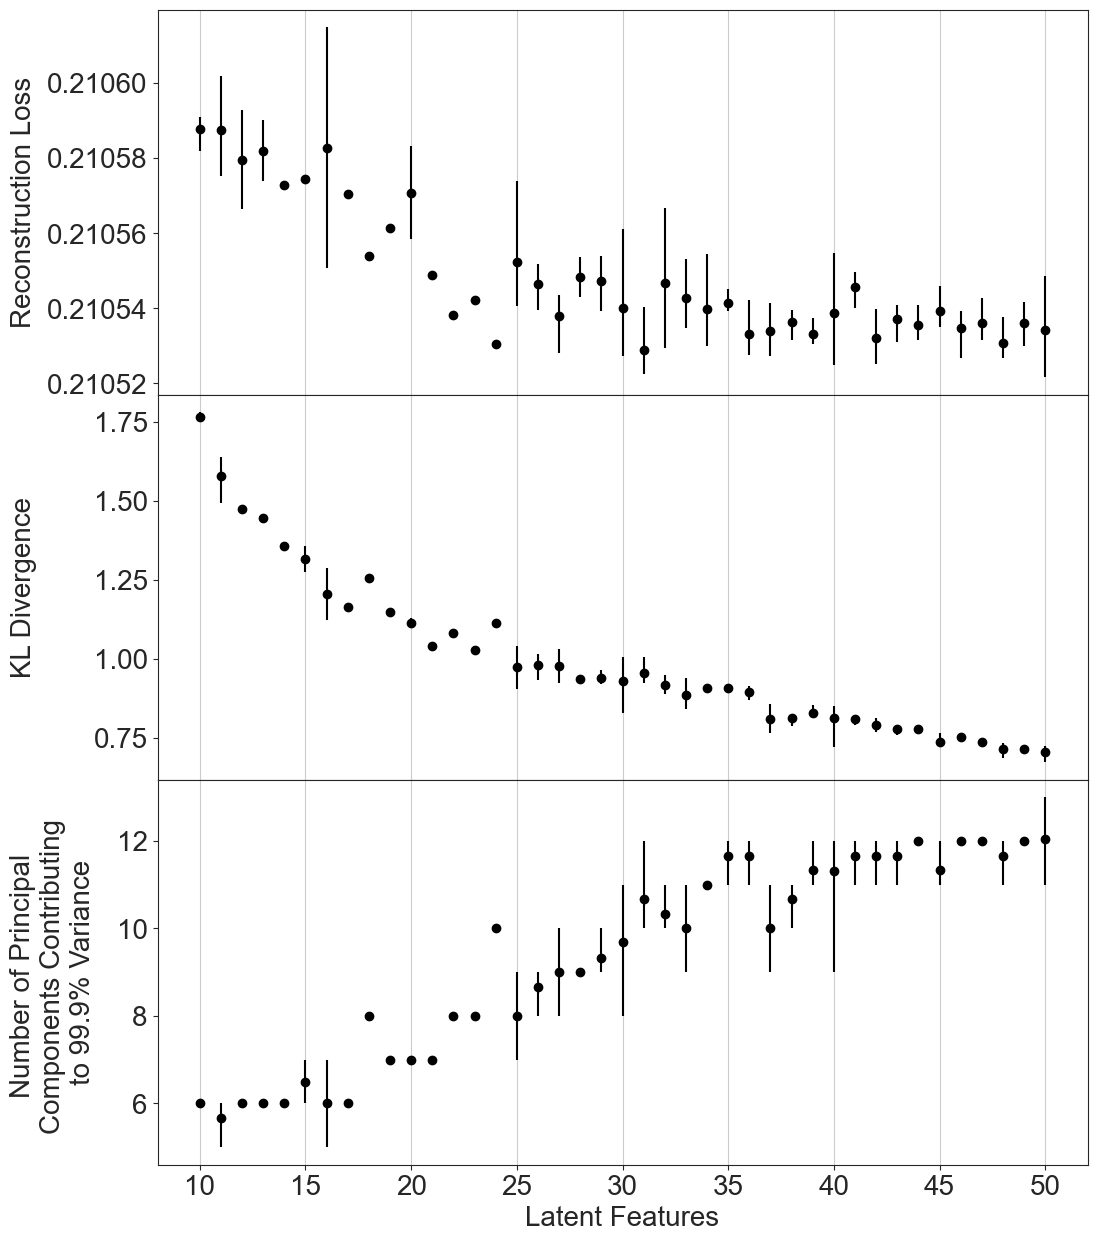 Reconstruction Loss
0.21060
0.21058
0.21056
0.21054
0.21052
KL Divergence
1.75
1.50
1.25
1.00
0.75
Number of Principal
Components Contributing
to 99.9% Variance
12
10
8
6
10 15 20 25 30 35 40 45 50
Latent Features